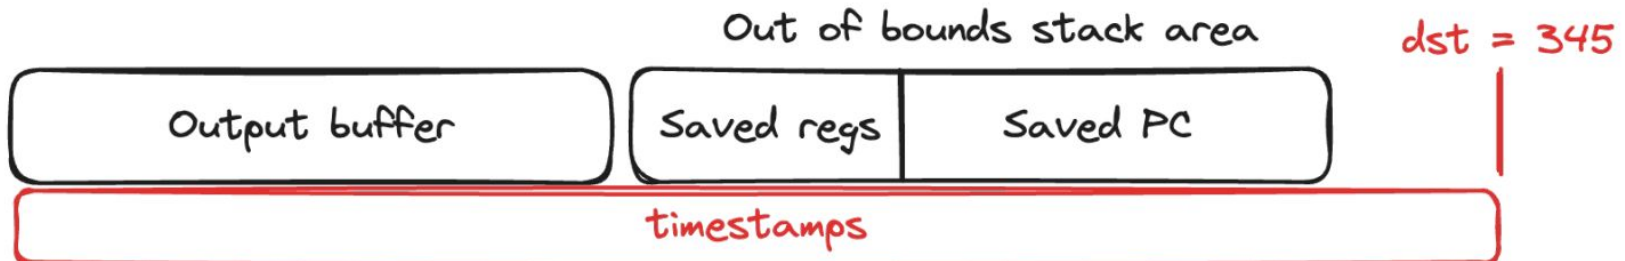 Out of bounds stack area
dst = 345
Output buffer
Saved regs
Saved PC
timestamps